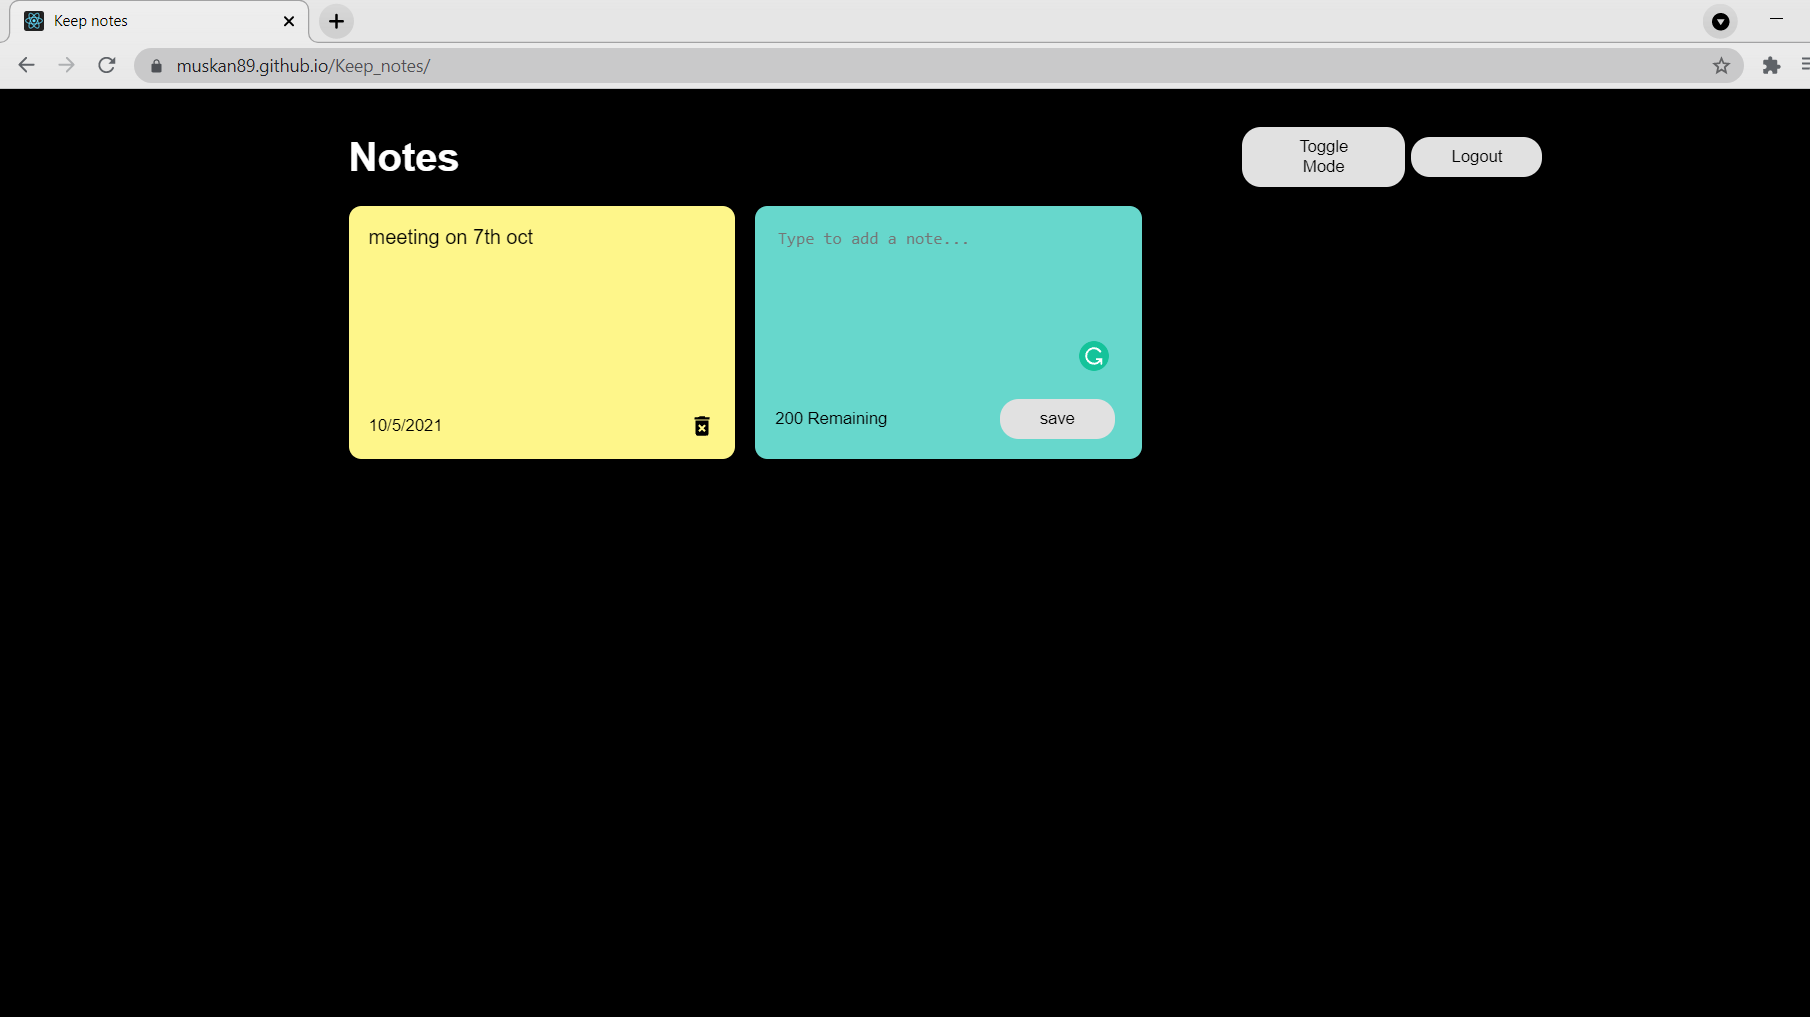 Keep notes
muskan89.github.io/Keep_notes/
Notes
Toggle
Mode
Logout
meeting on 7th oct
10/5/2021
Type to add a note...
200 Remaining
save